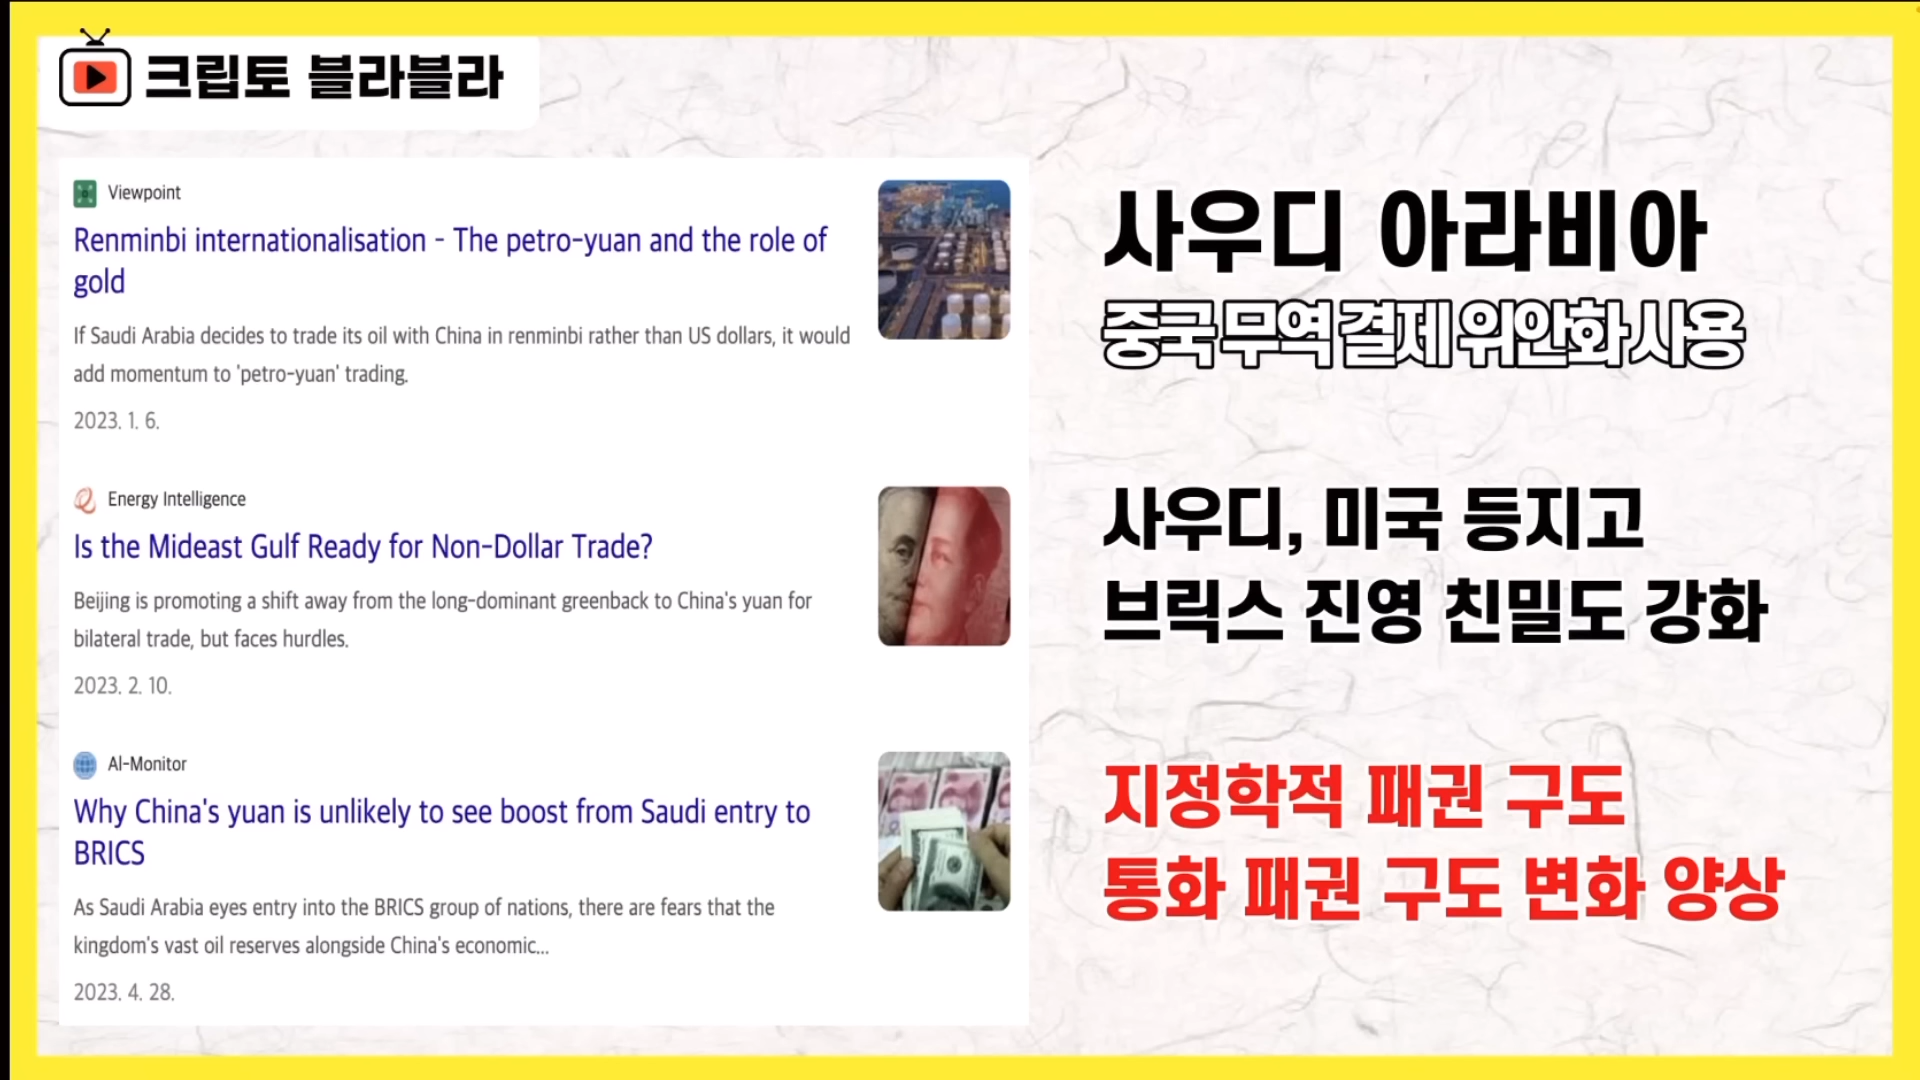 크립토 블라블라
Viewpoint
Renminbi internationalisation - The petro-yuan and the role of
gold
If Saudi Arabia decides to trade its oil with China in renminbi rather than US dollars, it would
add momentum to 'petro-yuan' trading.
2023. 1. 6.
Energy Intelligence
Is the Mideast Gulf Ready for Non-Dollar Trade?
Beijing is promoting a shift away from the long-dominant greenback to China's yuan for
bilateral trade, but faces hurdles.
2023. 2. 10.
Al-Monitor
Why China's yuan is unlikely to see boost from Saudi entry to
BRICS
As Saudi Arabia eyes entry into the BRICS group of nations, there are fears that the
kingdom's vast oil reserves alongside China's economic...
2023. 4. 28.
사우디 아라비아
중국 무역 결제 위안화 사용
사우디, 미국 등지고
브릭스 진영 친밀도 강화
지정학적 패권 구도
통화 패권 구도 변화 양상